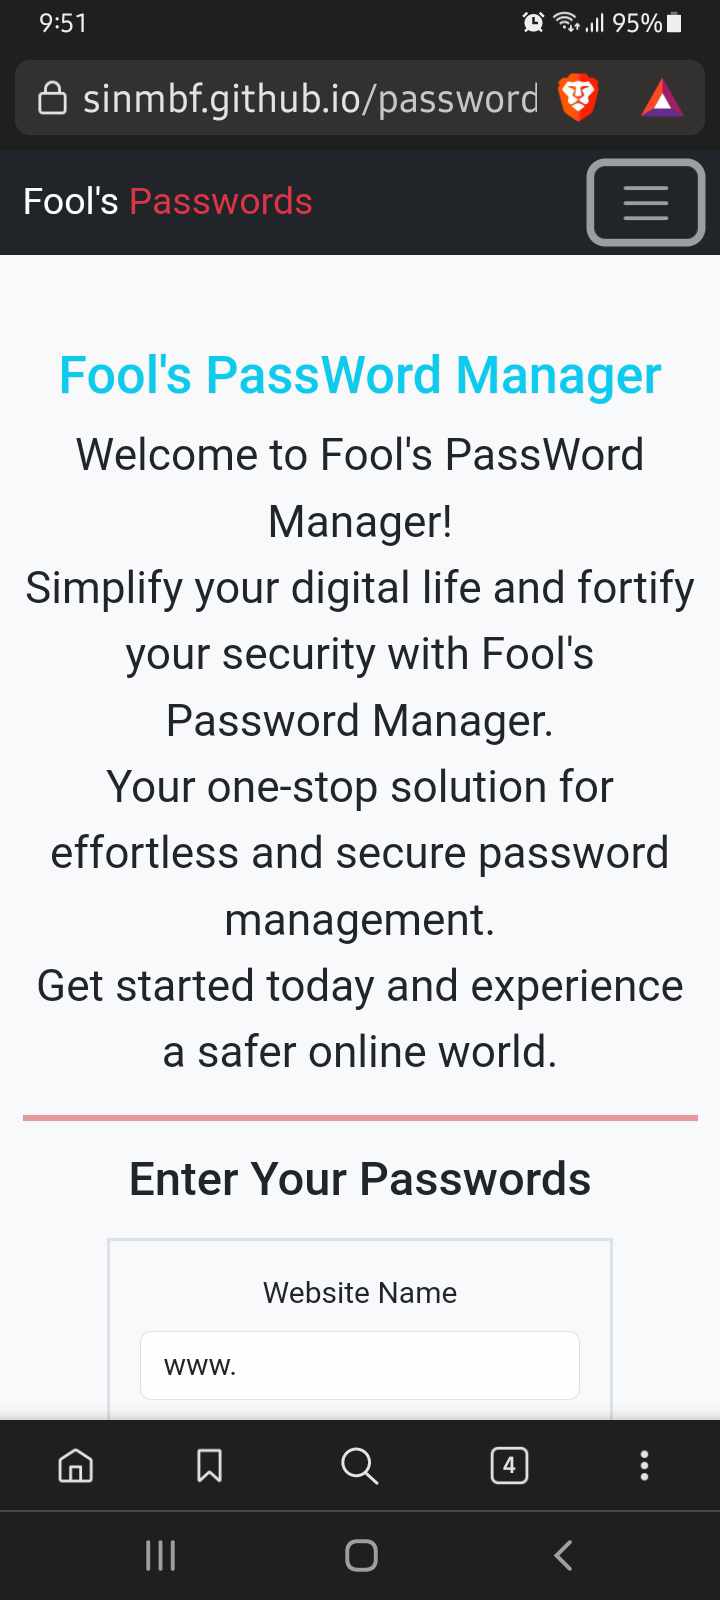 9:51
95%
sinmbf.github.io/password
Fool's Passwords
Fool's PassWord Manager
Welcome to Fool's PassWord
Manager!
Simplify your digital life and fortify
your security with Fool's
Password Manager.
Your one-stop solution for
effortless and secure password
management.
Get started today and experience
a safer online world.
Enter Your Passwords
Website Name
www.
4